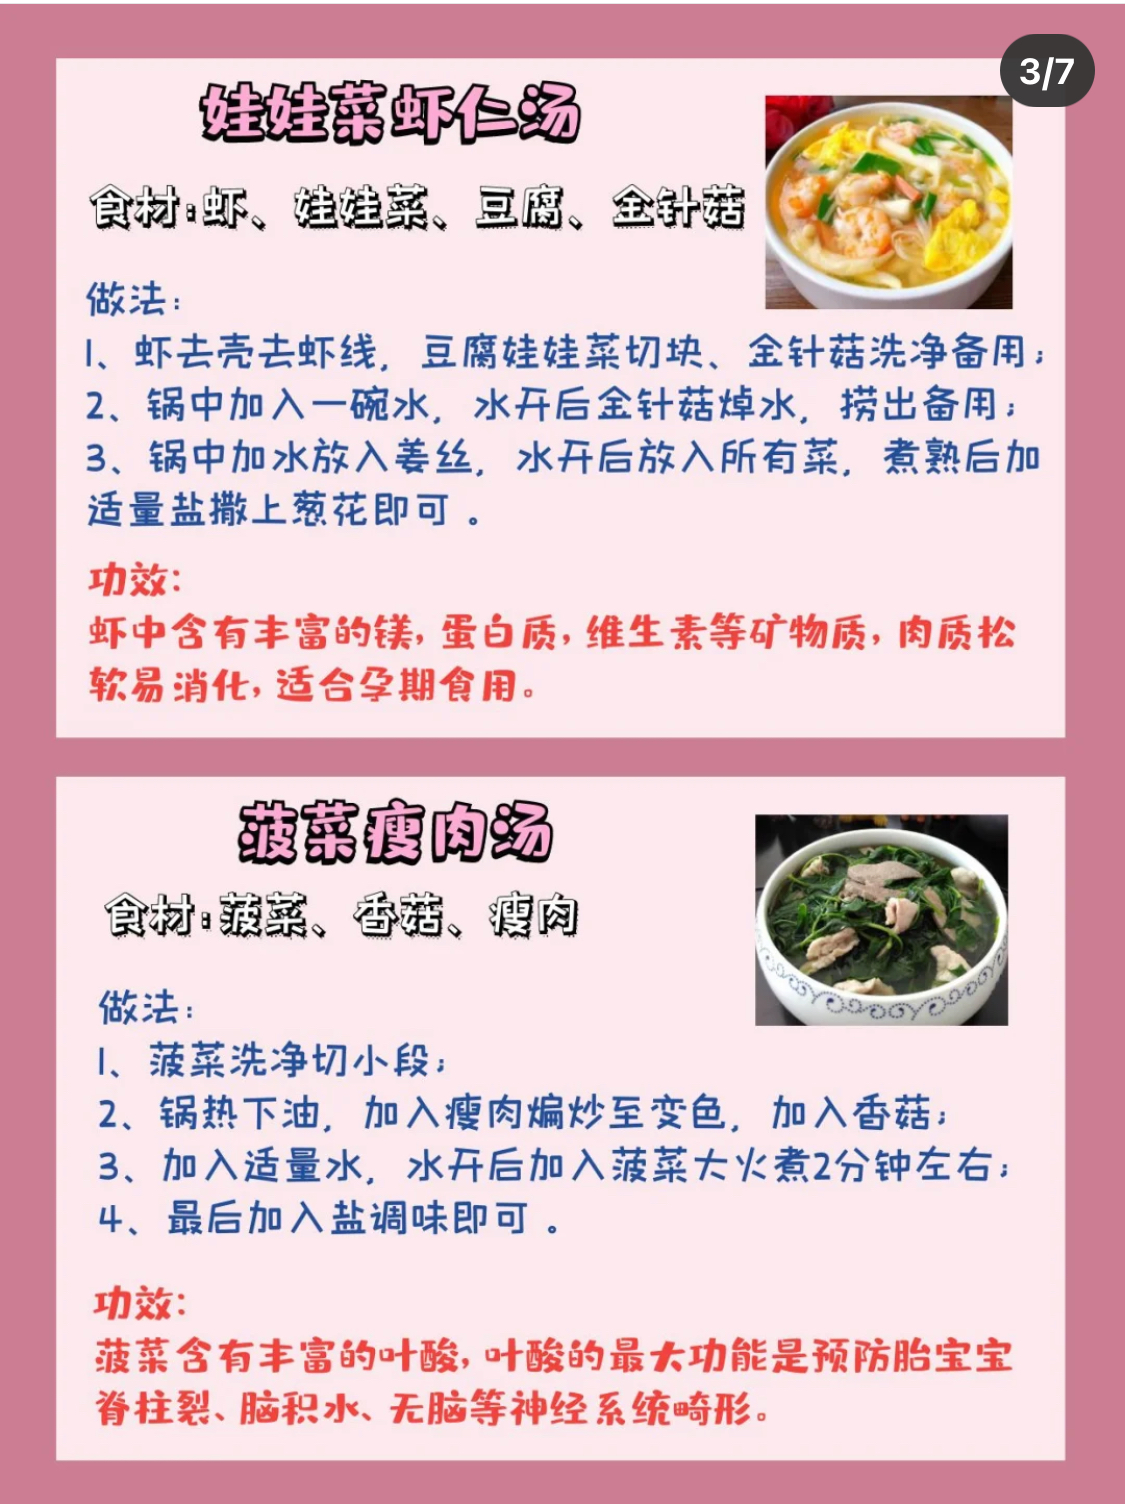 3/7
娃娃菜虾仁汤
食材:虾、娃娃菜、豆腐、金针菇
做法:
1、虾去壳去虾线,豆腐娃娃菜切块、金针菇洗净备用;
2、锅中加入一碗水,水开后金针菇焯水,捞出备用;
3、锅中加水放入姜丝,水开后放入所有菜,煮熟后加
适量盐撒上葱花即可。
功效:
虾中含有丰富的镁,蛋白质,维生素等矿物质,肉质松
软易消化,适合孕期食用。
菠菜瘦肉汤
食材:菠菜、香菇、瘦肉
做法:
1、菠菜洗净切小段;
2、锅热下油,加入瘦肉煸炒至变色,加入香菇;
3、加入适量水,水开后加入菠菜大火煮2分钟左右;
4、最后加入盐调味即可。
功效:
菠菜含有丰富的叶酸,叶酸的最大功能是预防胎宝宝
脊柱裂、脑积水、无脑等神经系统畸形。